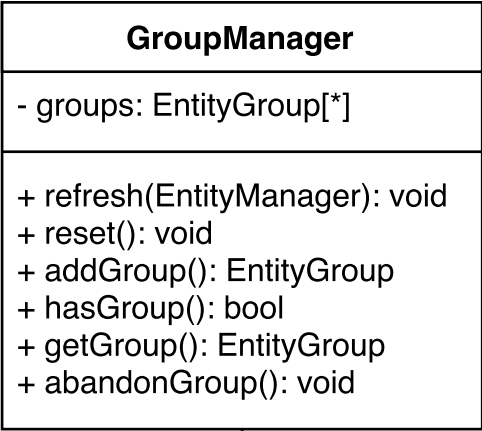 GroupManager
- groups: EntityGroup[*]
+ refresh(EntityManager): void
+ reset(): void
+ addGroup(): EntityGroup
+ hasGroup(): bool
+ getGroup(): EntityGroup
+ abandonGroup(): void